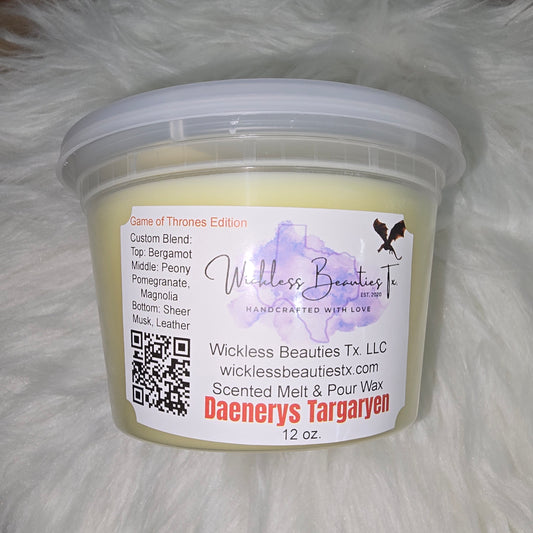 Game of Thrones Edition
Custom Blend:
Top: Bergamot
Middle: Peony
Pomegranate,
Magnolia
Bottom: Sheer
Musk, Leather
Wickless Beauties Tx.
EST. 2020
HANDCRAFTED WITH LOVE
Wickless Beauties Tx. LLC
wicklessbeautiestx.com
Scented Melt & Pour Wax
Daenerys Targaryen
12 oz.